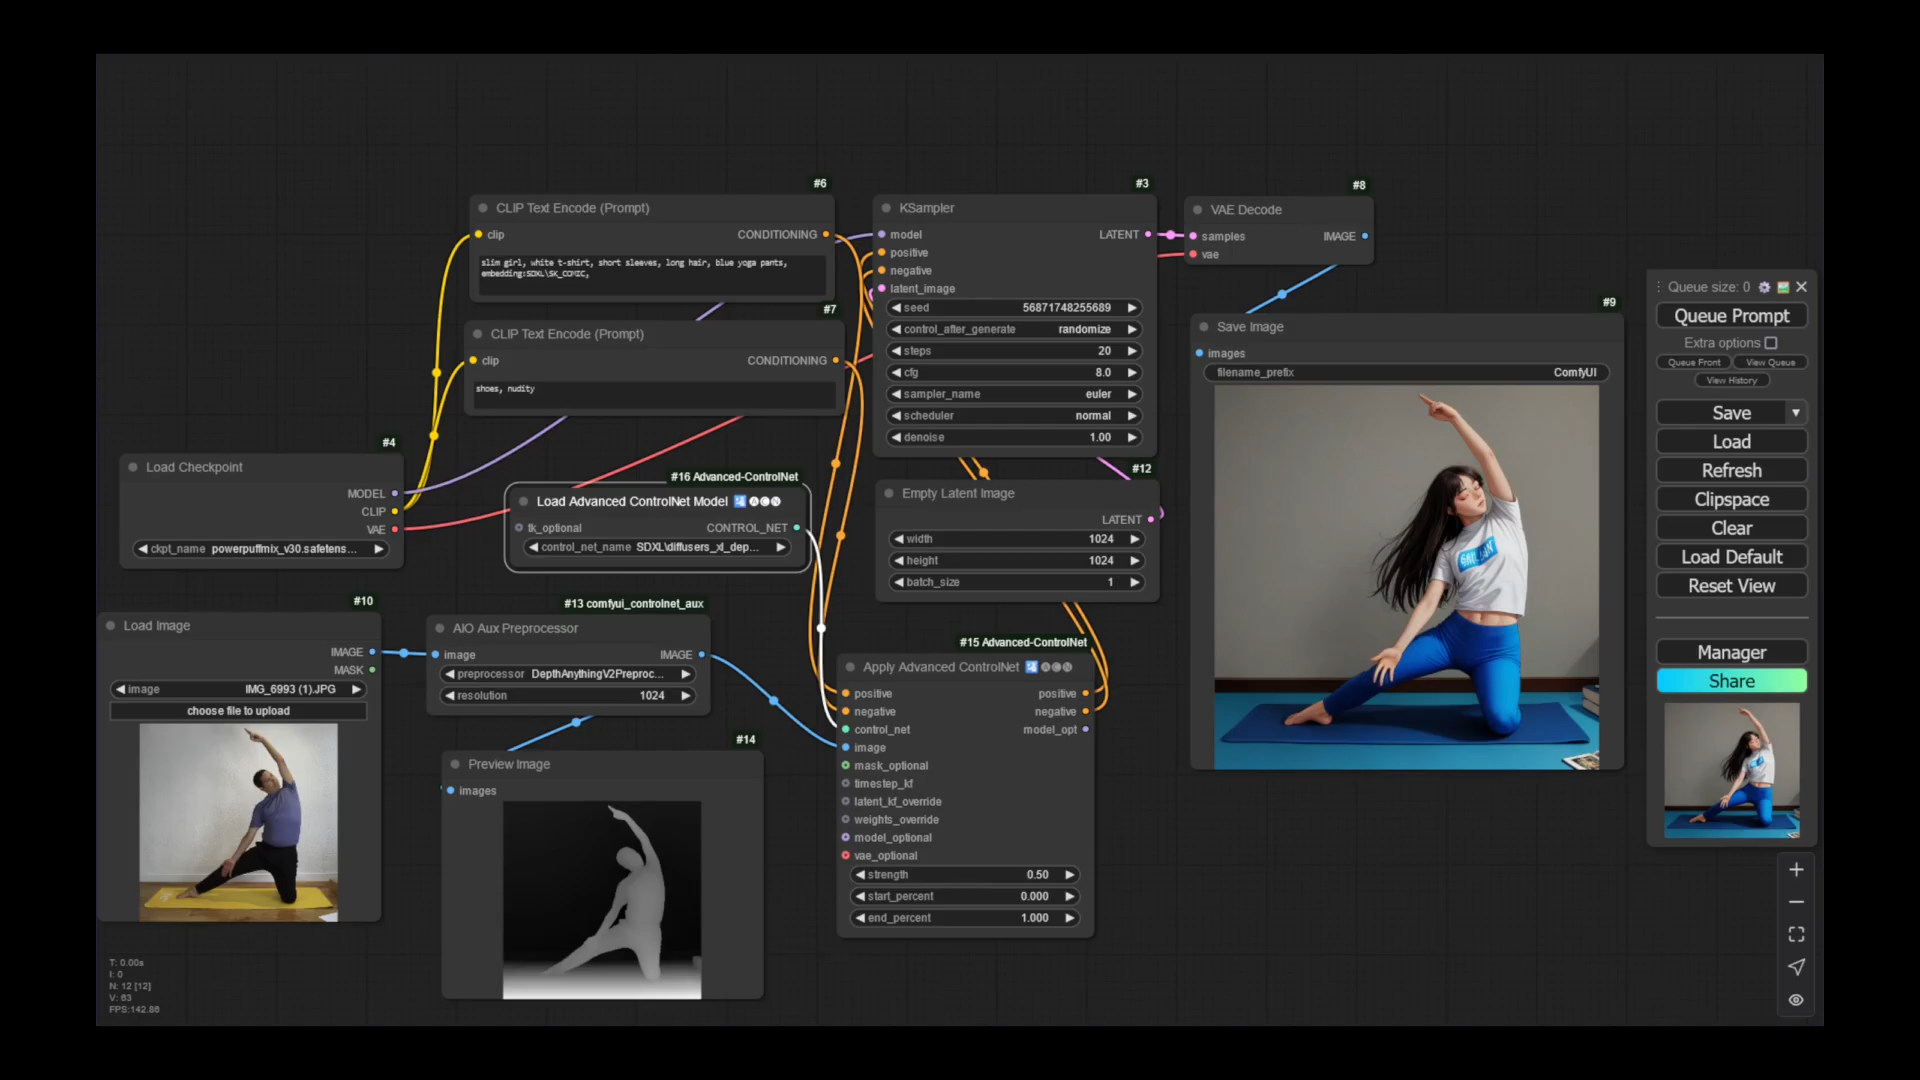 #6
CLIP Text Encode (Prompt)
clip
CONDITIONING
slim girl, white t-shirt, short sleeves, long hair, blue yoga pants,
embedding:SDXL\SK_COMIC,
#7
CLIP Text Encode (Prompt)
clip
CONDITIONING
shoes, nudity
#3
KSampler
model
LATENT
positive
negative
latent_image
seed 56871748255689
control_after_generate randomize
steps 20
cfg 8.0
sampler_name euler
scheduler normal
denoise 1.00
#8
VAE Decode
samples
IMAGE
vae
#9
Save Image
images
filename_prefix ComfyUI
#4
Load Checkpoint
MODEL
CLIP
VAE
ckpt_name powerpuffmix_v30.safetens...
#16 Advanced-ControlNet
Load Advanced ControlNet Model
tk_optional
CONTROL_NET
control_net_name SDXL\diffusers_xl_dep...
#12
Empty Latent Image
LATENT
width 1024
height 1024
batch_size 1
#10
Load Image
IMAGE
MASK
image IMG_6993 (1).JPG
choose file to upload
#13 comfyui_controlnet_aux
AIO Aux Preprocessor
image
IMAGE
preprocessor DepthAnythingV2Preproc...
resolution 1024
#14
Preview Image
images
#15 Advanced-ControlNet
Apply Advanced ControlNet
positive
positive
negative
negative
control_net
model_opt
image
mask_optional
timestep_kf
latent_kf_override
weights_override
model_optional
vae_optional
strength 0.50
start_percent 0.000
end_percent 1.000
Queue size: 0
Queue Prompt
Extra options
Queue Front
View Queue
View History
Save
Load
Refresh
Clipspace
Clear
Load Default
Reset View
Manager
Share
T: 0.00s
I: 0
N: 12 [12]
V: 63
FPS:142.86